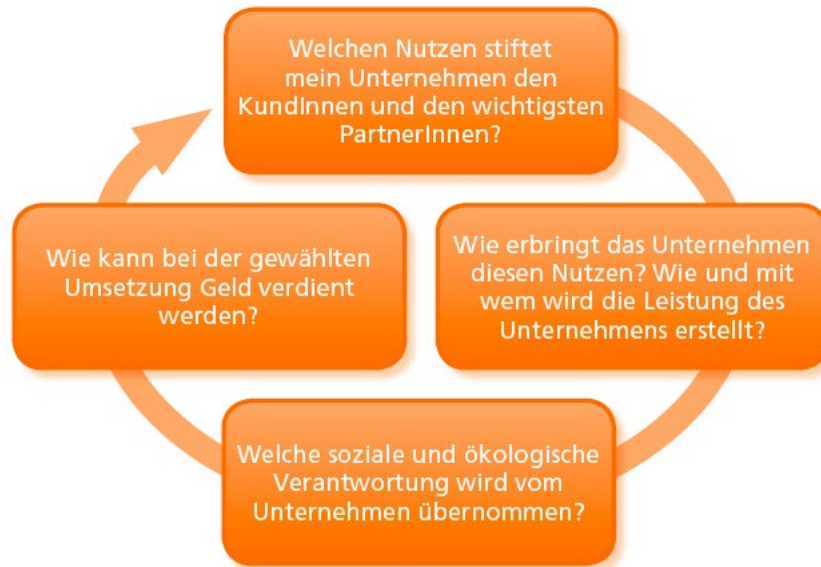 Welchen Nutzen stiftet
mein Unternehmen den
KundInnen und den wichtigsten
PartnerInnen?
Wie erbringt das Unternehmen
diesen Nutzen? Wie und mit
wem wird die Leistung des
Unternehmens erstellt?
Welche soziale und ökologische
Verantwortung wird vom
Unternehmen übernommen?
Wie kann bei der gewählten
Umsetzung Geld verdient
werden?